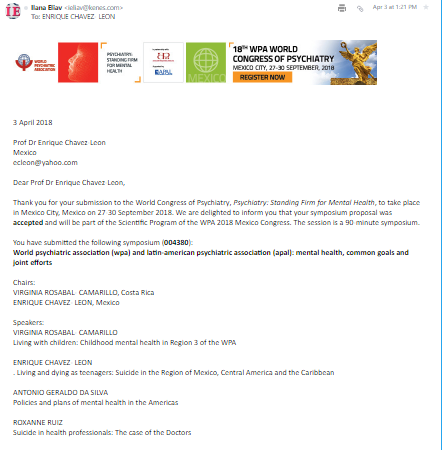 IE
Ilana Eliav <ieliav@kenes.com>
To: ENRIQUE CHAVEZ LEON
Apr 3 at 1:21 PM
WORLD PSYCHIATRIC ASSOCIATION
PSYCHIATRY: STANDING FIRM FOR MENTAL HEALTH
APAL
MÉXICO
18TH WPA WORLD
CONGRESS OF PSYCHIATRY
MEXICO CITY, 27-30 SEPTEMBER, 2018
REGISTER NOW
3 April 2018
Prof Dr Enrique Chavez Leon
Mexico
ecleon@yahoo.com
Dear Prof Dr Enrique Chavez Leon,
Thank you for your submission to the World Congress of Psychiatry, Psychiatry: Standing Firm for Mental Health, to take place
in Mexico City, Mexico on 27-30 September 2018. We are delighted to inform you that your symposium proposal was
accepted and will be part of the Scientific Program of the WPA 2018 Mexico Congress. The session is a 90 minute symposium.
You have submitted the following symposium (004380):
World psychiatric association (wpa) and latin-american psychiatric association (apal): mental health, common goals and
joint efforts
Chairs:
VIRGINIA ROSABAL CAMARILLO, Costa Rica
ENRIQUE CHAVEZ LEON, Mexico
Speakers:
VIRGINIA ROSABAL CAMARILLO
Living with children: Childhood mental health in Region 3 of the WPA
ENRIQUE CHAVEZ LEON
. Living and dying as teenagers: Suicide in the Region of Mexico, Central America and the Caribbean
ANTONIO GERALDO DA SILVA
Policies and plans of mental health in the Americas
ROXANNE RUIZ
Suicide in health professionals: The case of the Doctors